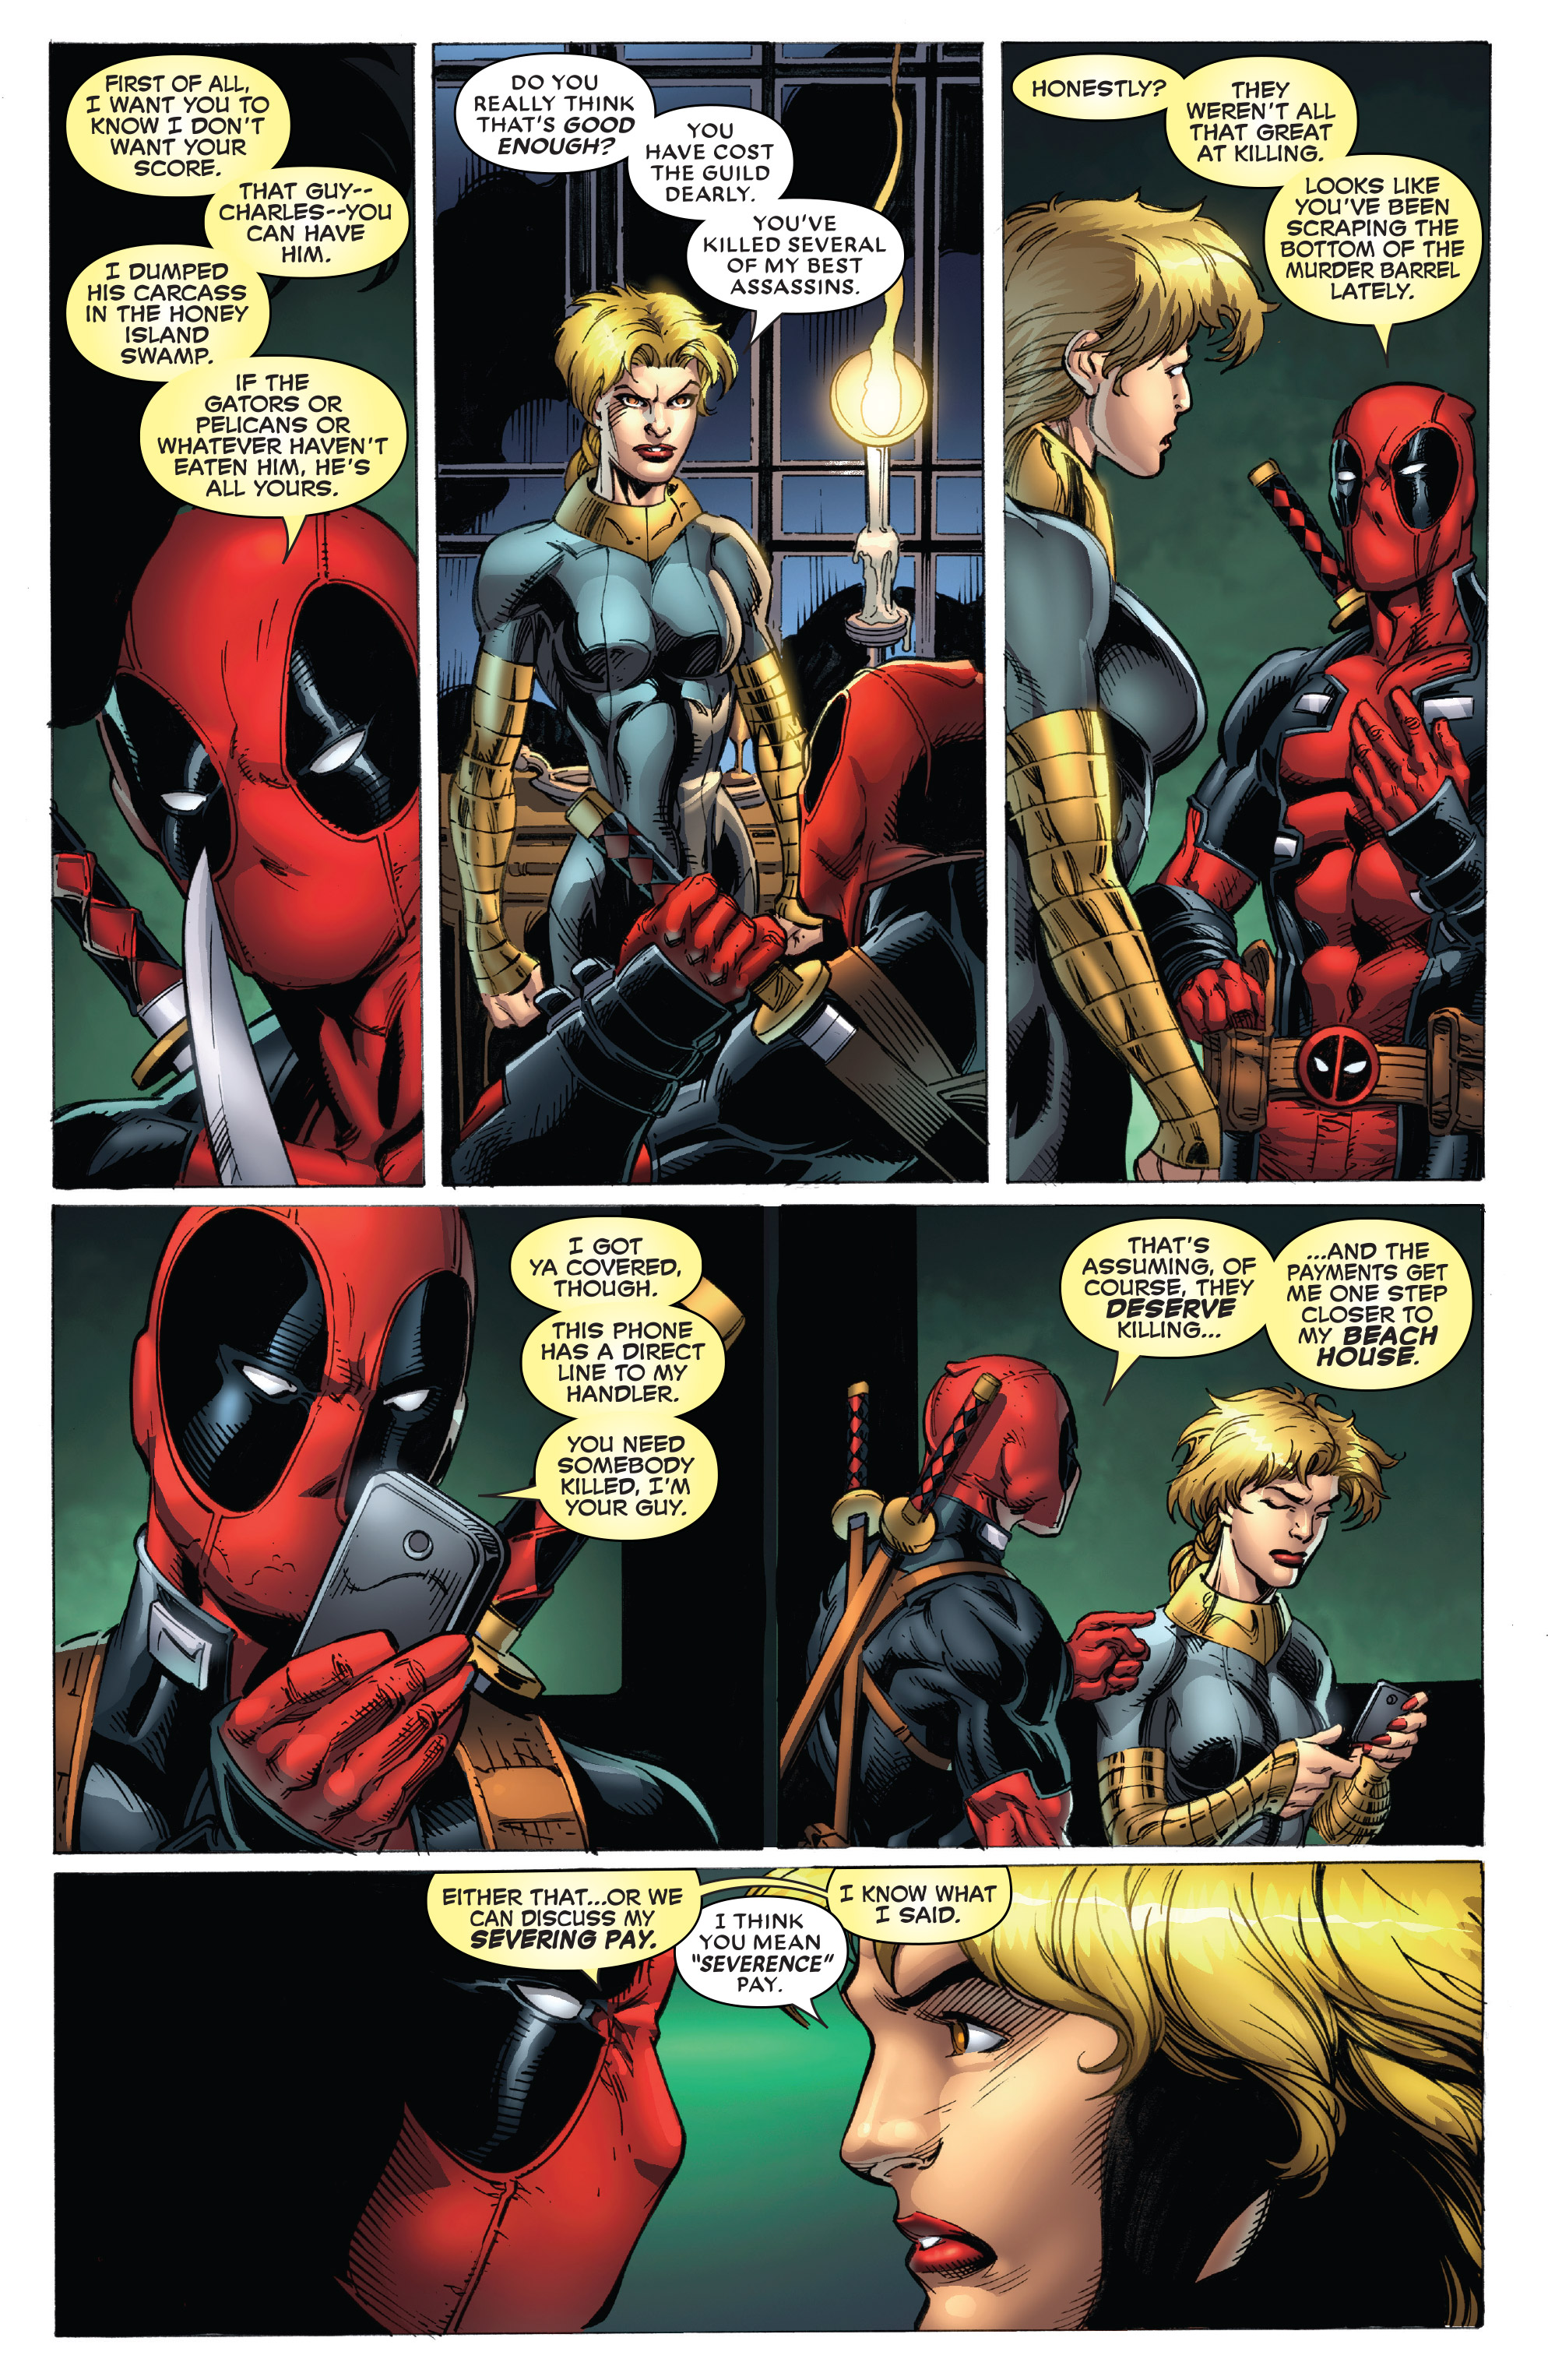 FIRST OF ALL,
I WANT YOU TO
KNOW I DON'T
WANT YOUR
SCORE.
THAT GUY--
CHARLES--YOU
CAN HAVE
HIM.
I DUMPED
HIS CARCASS
IN THE HONEY
ISLAND
SWAMP.
IF THE
GATORS OR
PELICANS OR
WHATEVER HAVEN'T
EATEN HIM, HE'S
ALL YOURS.
DO YOU
REALLY THINK
THAT'S GOOD
ENOUGH?
YOU
HAVE COST
THE GUILD
DEARLY.
YOU'VE
KILLED SEVERAL
OF MY BEST
ASSASSINS.
HONESTLY?
THEY
WEREN'T ALL
THAT GREAT
AT KILLING.
LOOKS LIKE
YOU'VE BEEN
SCRAPING THE
BOTTOM OF THE
MURDER BARREL
LATELY.
I GOT
YA COVERED,
THOUGH.
THIS PHONE
HAS A DIRECT
LINE TO MY
HANDLER.
YOU NEED
SOMEBODY
KILLED, I'M
YOUR GUY.
THAT'S
ASSUMING, OF
COURSE, THEY
DESERVE
KILLING...
...AND THE
PAYMENTS GET
ME ONE STEP
CLOSER TO
MY BEACH
HOUSE.
EITHER THAT...OR WE
CAN DISCUSS MY
SEVERING PAY.
I THINK
YOU MEAN
"SEVERENCE"
PAY.
I KNOW WHAT
I SAID.